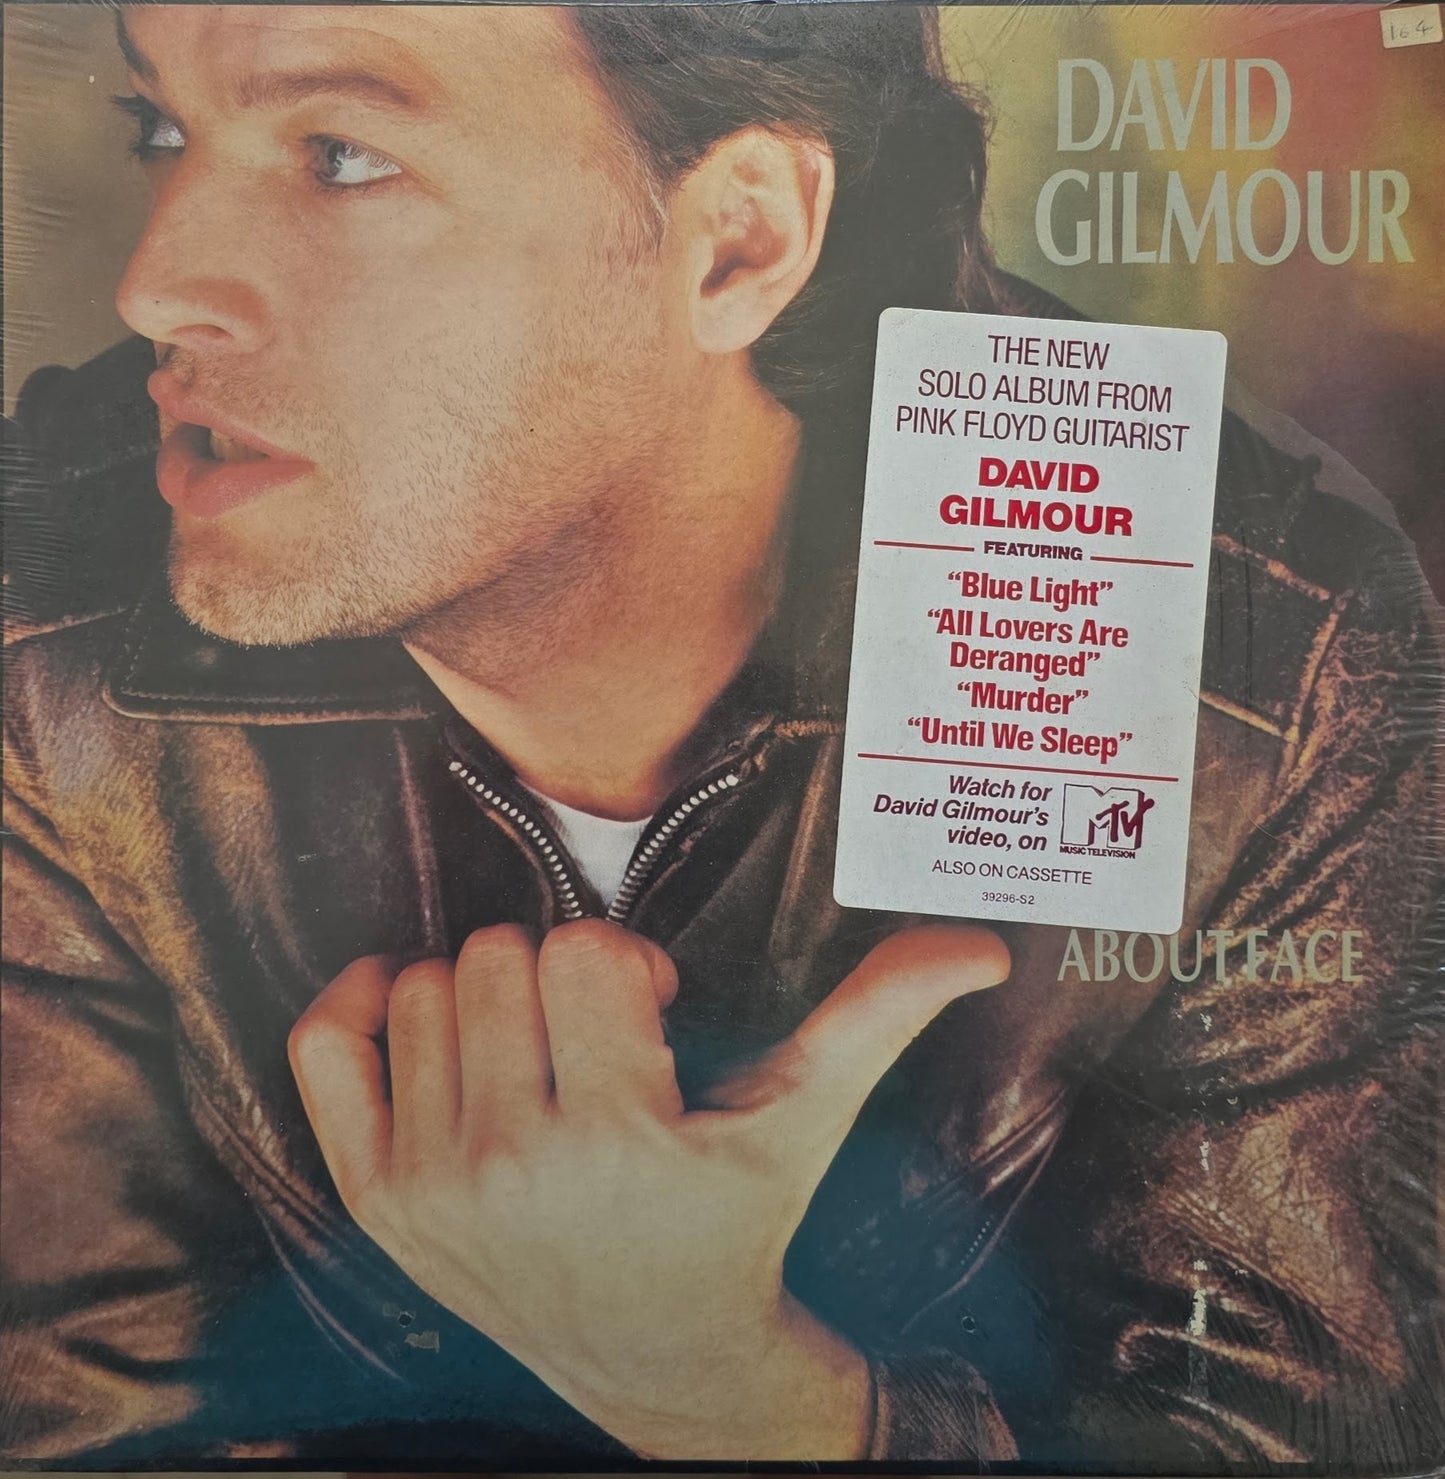 164
DAVID
GILMOUR
THE NEW
SOLO ALBUM FROM
PINK FLOYD GUITARIST
DAVID
GILMOUR
FEATURING
“Blue Light”
“All Lovers Are
Deranged”
“Murder”
“Until We Sleep”
Watch for
David Gilmour's
video, on
MTV
MUSIC TELEVISION
ALSO ON CASSETTE
39296-S2
ABOUT FACE